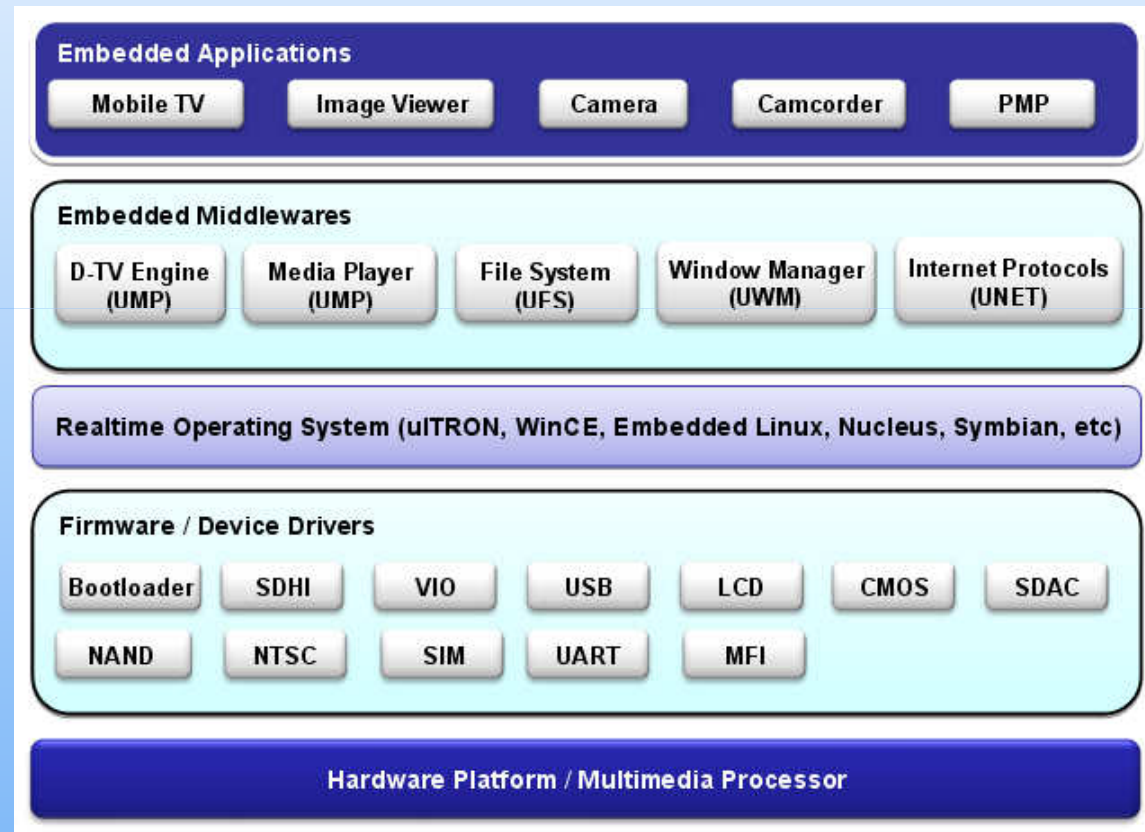 Embedded Applications
Mobile TV
Image Viewer
Camera
Camcorder
PMP
Embedded Middlewares
D-TV Engine
(UMP)
Media Player
(UMP)
File System
(UFS)
Window Manager
(UWM)
Internet Protocols
(UNET)
Realtime Operating System (uITRON, WinCE, Embedded Linux, Nucleus, Symbian, etc)
Firmware / Device Drivers
Bootloader
SDHI
VIO
USB
LCD
CMOS
SDAC
NAND
NTSC
SIM
UART
MFI
Hardware Platform / Multimedia Processor